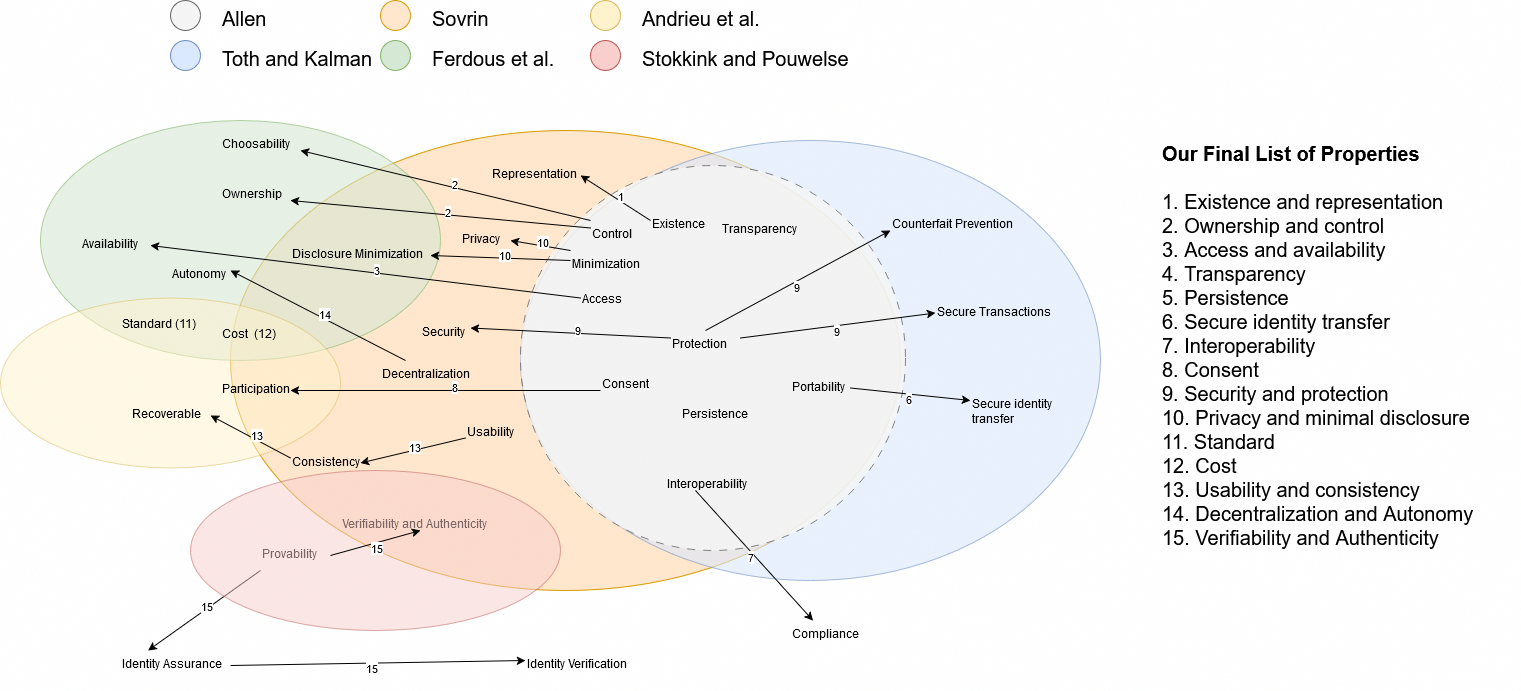 Allen
Sovrin
Andrieu et al.
Toth and Kalman
Ferdous et al.
Stokkink and Pouwelse
Choosability
Representation
Ownership
2
1
2
Existence
Transparency
Counterfait Prevention
Control
Privacy
10
Availability
Disclosure Minimization
10
Minimization
Autonomy
3
9
Access
Secure Transactions
14
Standard (11)
Cost (12)
Security
9
9
Protection
Decentralization
Participation
8
Consent
Portability
6
Secure identity
transfer
Recoverable
Persistence
13
Usability
13
Consistency
Interoperability
Verifiability and Authenticity
15
Provability
7
15
Compliance
Identity Assurance
15
Identity Verification
Our Final List of Properties
1. Existence and representation
2. Ownership and control
3. Access and availability
4. Transparency
5. Persistence
6. Secure identity transfer
7. Interoperability
8. Consent
9. Security and protection
10. Privacy and minimal disclosure
11. Standard
12. Cost
13. Usability and consistency
14. Decentralization and Autonomy
15. Verifiability and Authenticity